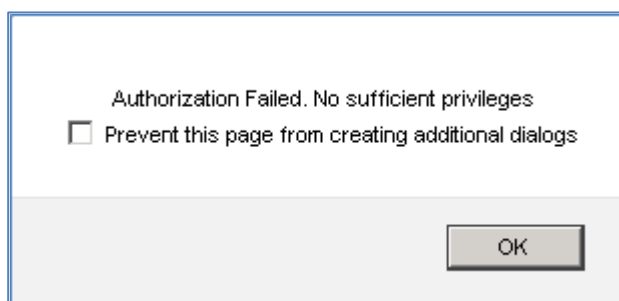 Authorization Failed. No sufficient privileges
Prevent this page from creating additional dialogs
OK